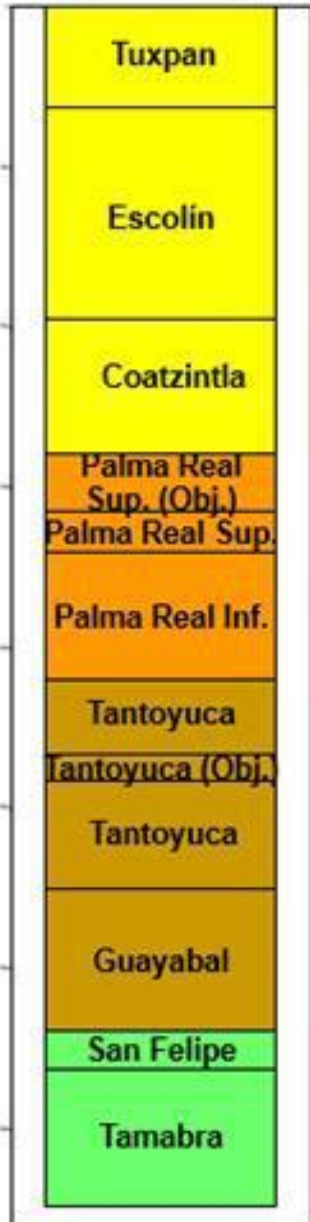 Tuxpan
Escolín
Coatzintla
Palma Real
Sup. (Obj.)
Palma Real Sup.
Palma Real Inf.
Tantoyuca
Tantoyuca (Obj.)
Tantoyuca
Guayabal
San Felipe
Tamabra